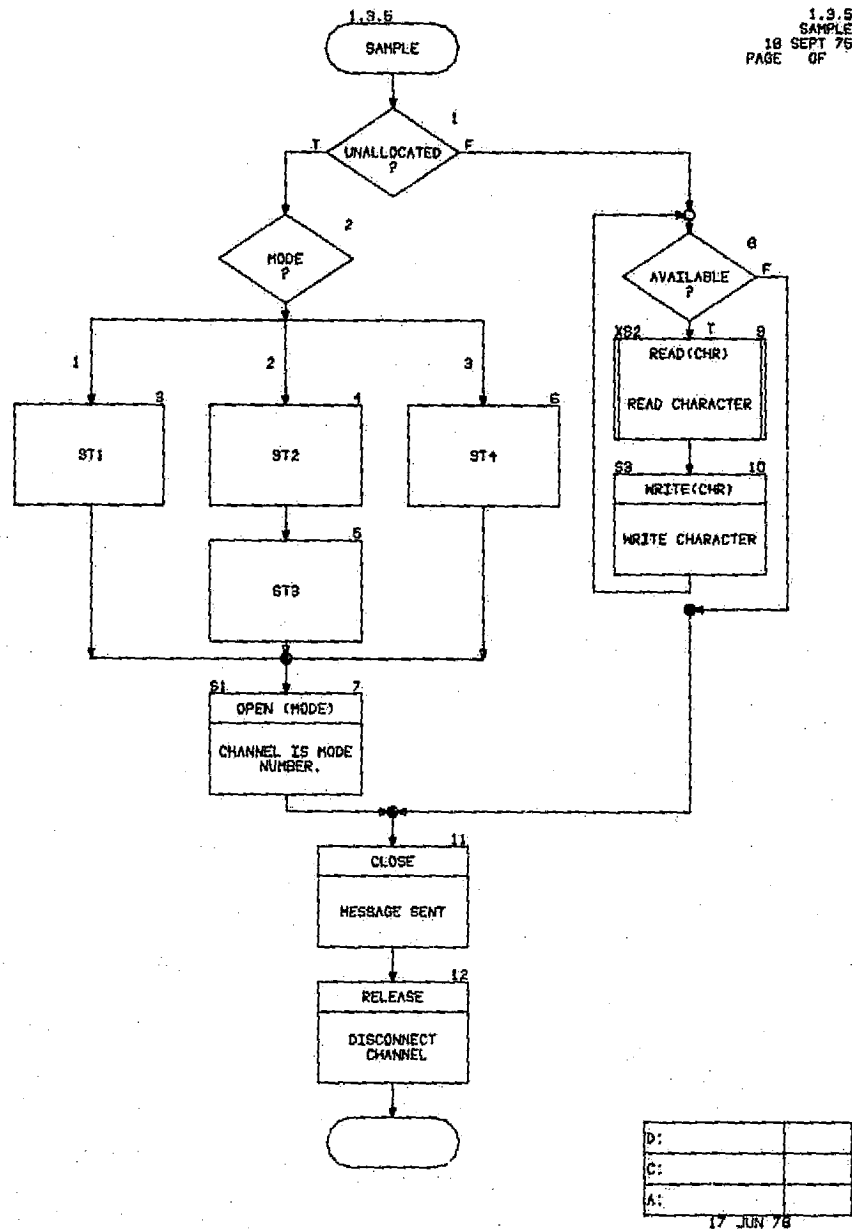 1.3.5
SAMPLE
1.3.5
SAMPLE
18 SEPT 75
PAGE OF
1
UNALLOCATED
?
T
F
2
MODE
?
8
AVAILABLE
?
F
T
1
2
3
XS2
9
READ(CHR)
READ CHARACTER
3
ST1
4
ST2
6
ST4
S3
10
WRITE(CHR)
WRITE CHARACTER
5
ST3
S1
7
OPEN (MODE)
CHANNEL IS MODE
NUMBER.
11
CLOSE
MESSAGE SENT
12
RELEASE
DISCONNECT
CHANNEL
D:
C:
A:
17 JUN 76